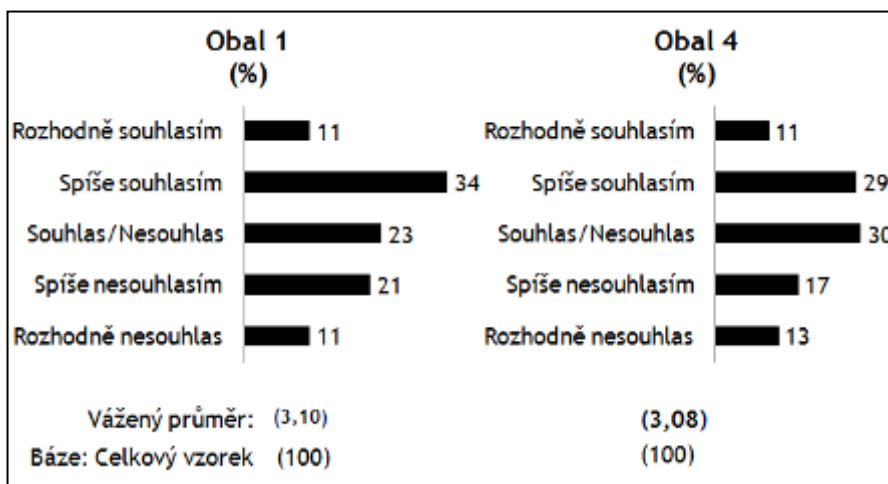 Obal 1
(%)
Rozhodně souhlasím 11
Spíše souhlasím 34
Souhlas/Nesouhlas 23
Spíše nesouhlasím 21
Rozhodně nesouhlas 11
Obal 4
(%)
Rozhodně souhlasím 11
Spíše souhlasím 29
Souhlas/Nesouhlas 30
Spíše nesouhlasím 17
Rozhodně nesouhlas 13
Vážený průměr: (3,10) (3,08)
Báze: Celkový vzorek (100) (100)